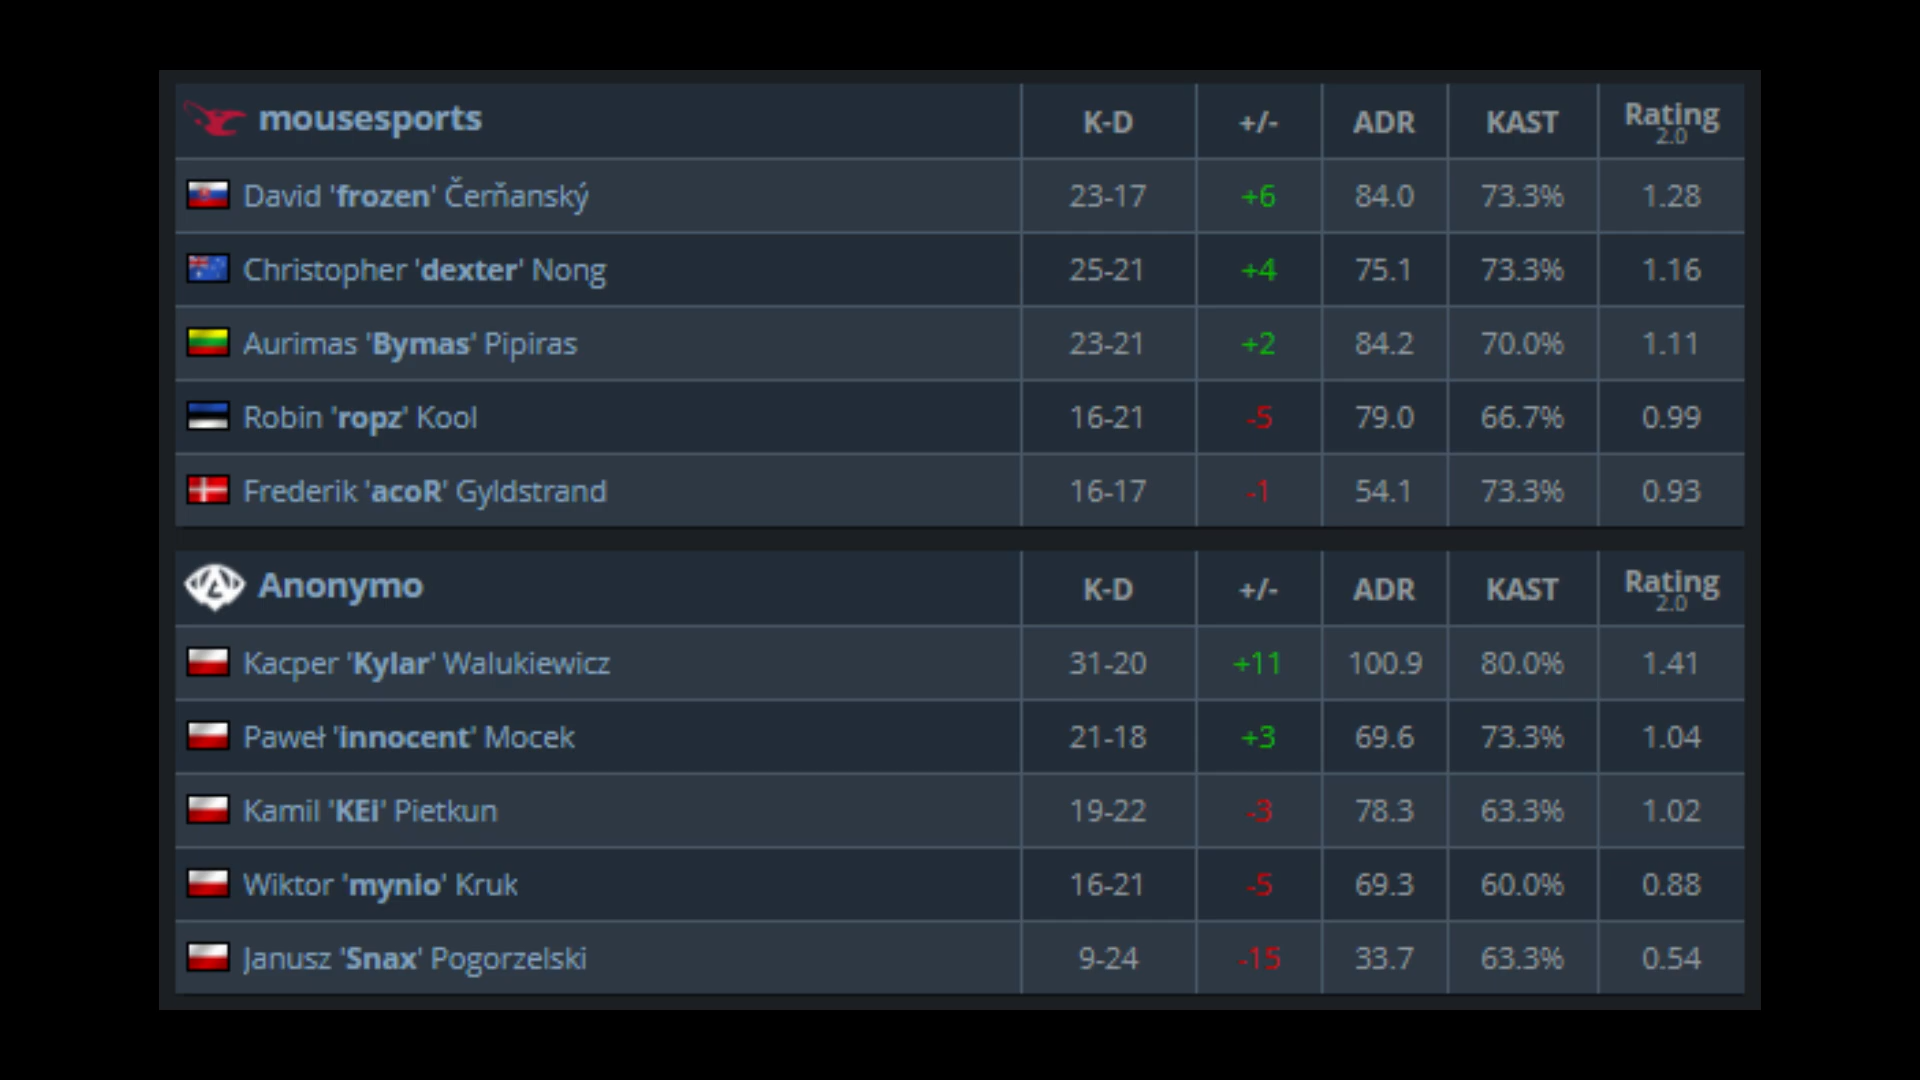 mousesports K-D +/- ADR KAST Rating 2.0
David 'frozen' Čerňanský 23-17 +6 84.0 73.3% 1.28
Christopher 'dexter' Nong 25-21 +4 75.1 73.3% 1.16
Aurimas 'Bymas' Pipiras 23-21 +2 84.2 70.0% 1.11
Robin 'ropz' Kool 16-21 -5 79.0 66.7% 0.99
Frederik 'acoR' Gyldstrand 16-17 -1 54.1 73.3% 0.93
Anonymo K-D +/- ADR KAST Rating 2.0
Kacper 'Kylar' Walukiewicz 31-20 +11 100.9 80.0% 1.41
Paweł 'innocent' Mocek 21-18 +3 69.6 73.3% 1.04
Kamil 'KEi' Pietkun 19-22 -3 78.3 63.3% 1.02
Wiktor 'mynio' Kruk 16-21 -5 69.3 60.0% 0.88
Janusz 'Snax' Pogorzelski 9-24 -15 33.7 63.3% 0.54